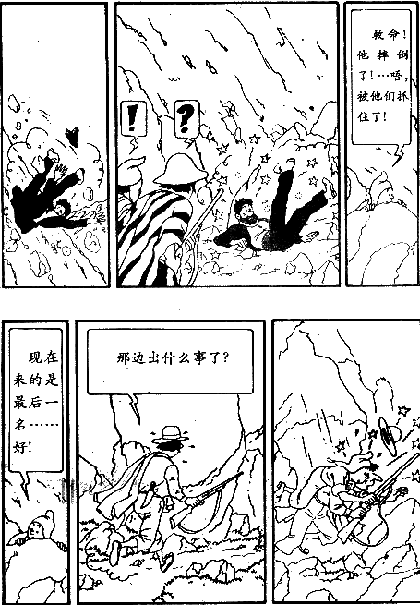 !
?
救命!
他摔倒
了!…唔,
被他们抓
住了!
现在
来的是
最后一
名……
好!
那边出什么事了?